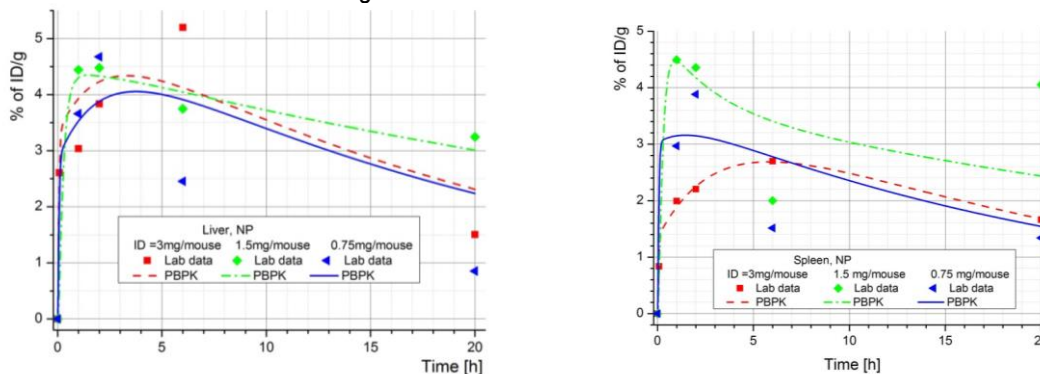 % of ID/g
5
4
3
2
1
0
Liver, NP
ID =3mg/mouse 1.5mg/mouse 0.75mg/mouse
Lab data Lab data Lab data
PBPK PBPK PBPK
0 5 10 15 20
Time [h]
% of ID/g
5
4
3
2
1
0
Spleen, NP
ID =3mg/mouse 1.5 mg/mouse 0.75 mg/mouse
Lab data Lab data Lab data
PBPK PBPK PBPK
0 5 10 15
Time [h]